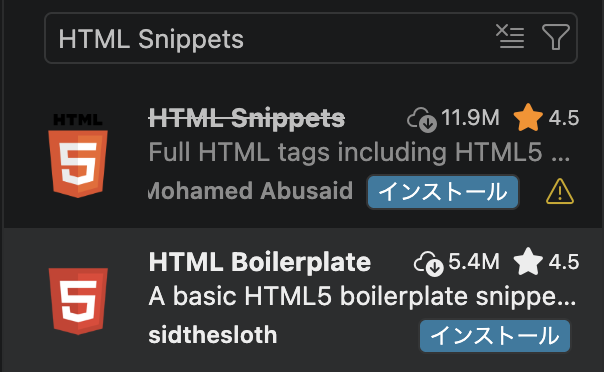 HTML Snippets
HTML
5
HTML Snippets 11.9M 4.5
Full HTML tags including HTML5 ...
Mohamed Abusaid インストール
5
HTML Boilerplate 5.4M 4.5
A basic HTML5 boilerplate snippe...
sidthesloth インストール